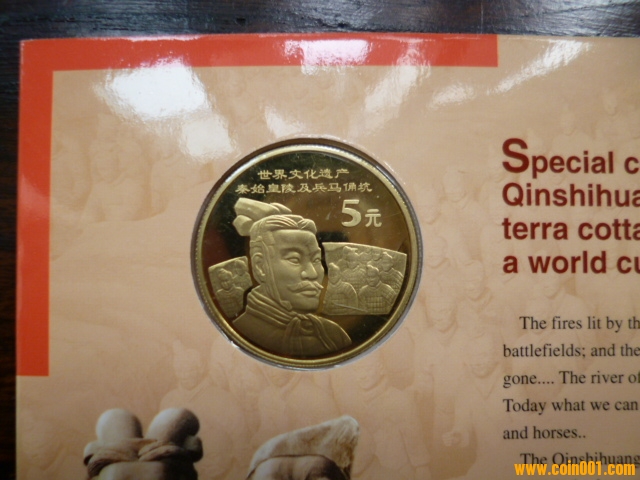 世界文化遗产
秦始皇陵及兵马俑坑
5元
Special c
Qinshihua
terra cotta
a world cu
The fires lit by th
battlefields; and the
gone.... The river of
Today what we can
and horses..
The Qinshihuang
www.coin001.com